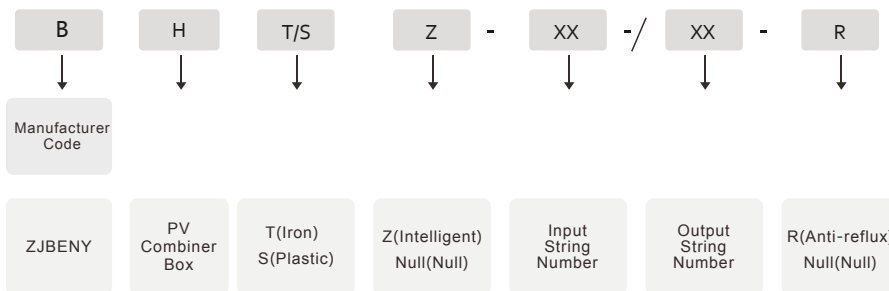 B H T/S Z - XX -/ XX - R
Manufacturer
Code
ZJBENY
PV
Combiner
Box
T(Iron)
S(Plastic)
Z(Intelligent)
Null(Null)
Input
String
Number
Output
String
Number
R(Anti-reflux)
Null(Null)